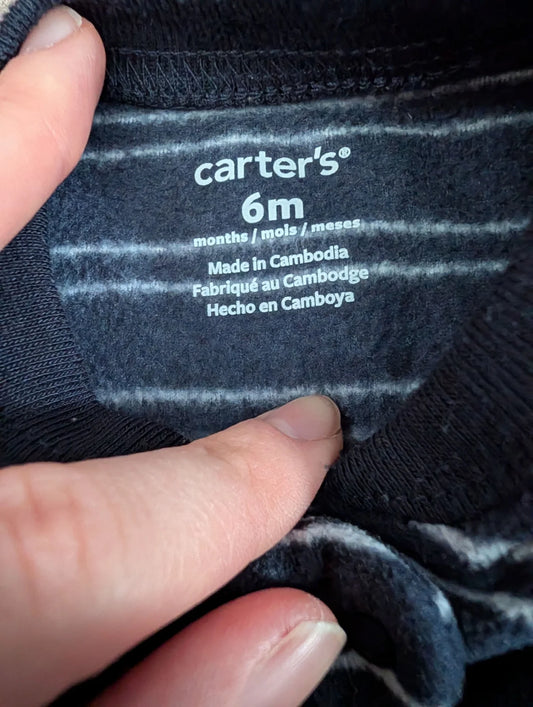 carter's®
6m
months / mois / meses
Made in Cambodia
Fabriqué au Cambodge
Hecho en Camboya